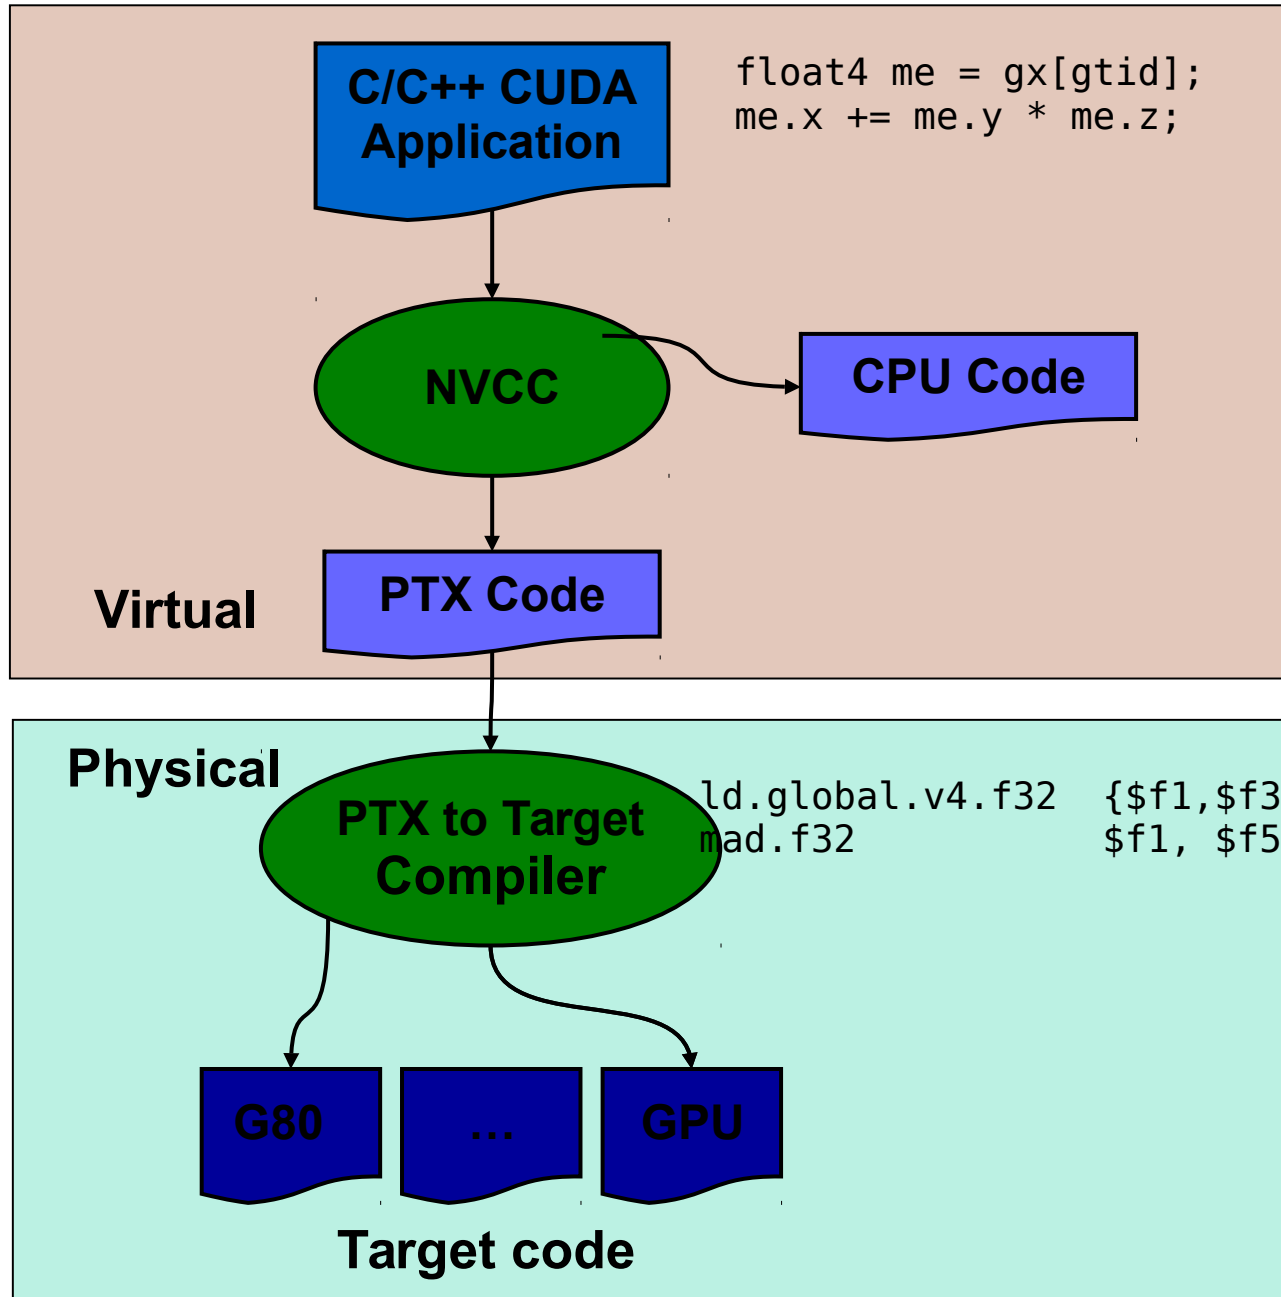 C/C++ CUDA
Application
float4 me = gx[gtid];
me.x += me.y * me.z;
NVCC
CPU Code
PTX Code
Virtual
Physical
PTX to Target
Compiler
ld.global.v4.f32  {$f1,$f3
mad.f32           $f1, $f5
G80
…
GPU
Target code